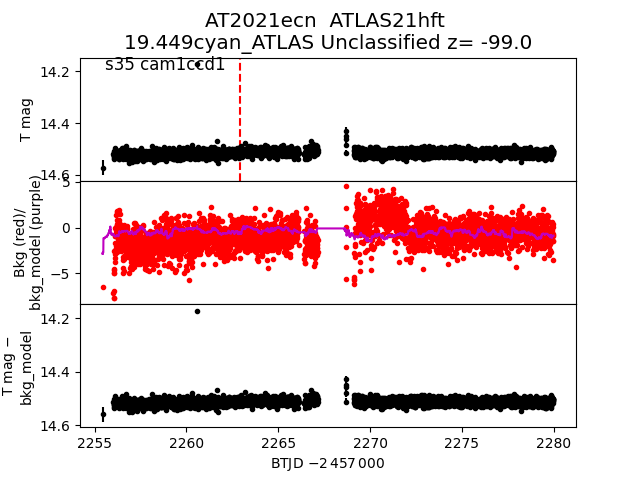 AT2021ecn ATLAS21hft
19.449cyan_ATLAS Unclassified z= -99.0
s35 cam1ccd1
14.2
14.4
14.6
T mag
5
0
−5
Bkg (red)/
bkg_model (purple)
14.2
14.4
14.6
T mag −
bkg_model
2255 2260 2265 2270 2275 2280
BTJD −2 457 000